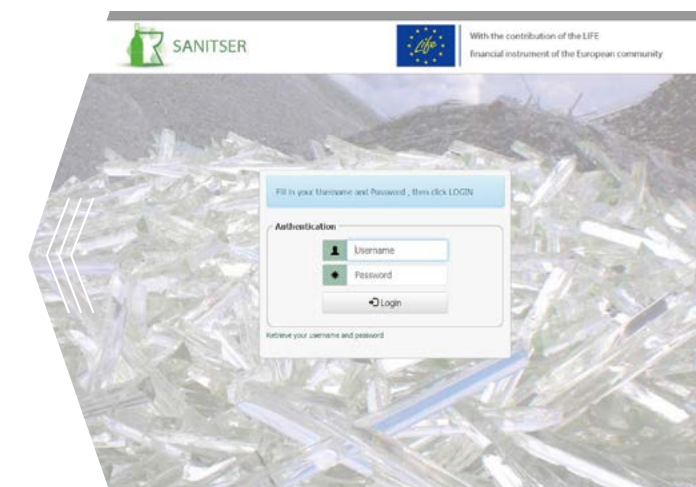 SANITSER
Life
With the contribution of the LIFE
financial instrument of the European community
Fill in your Username and Password , then click LOGIN
Authentication
Username
Password
Login
Retrieve your username and password